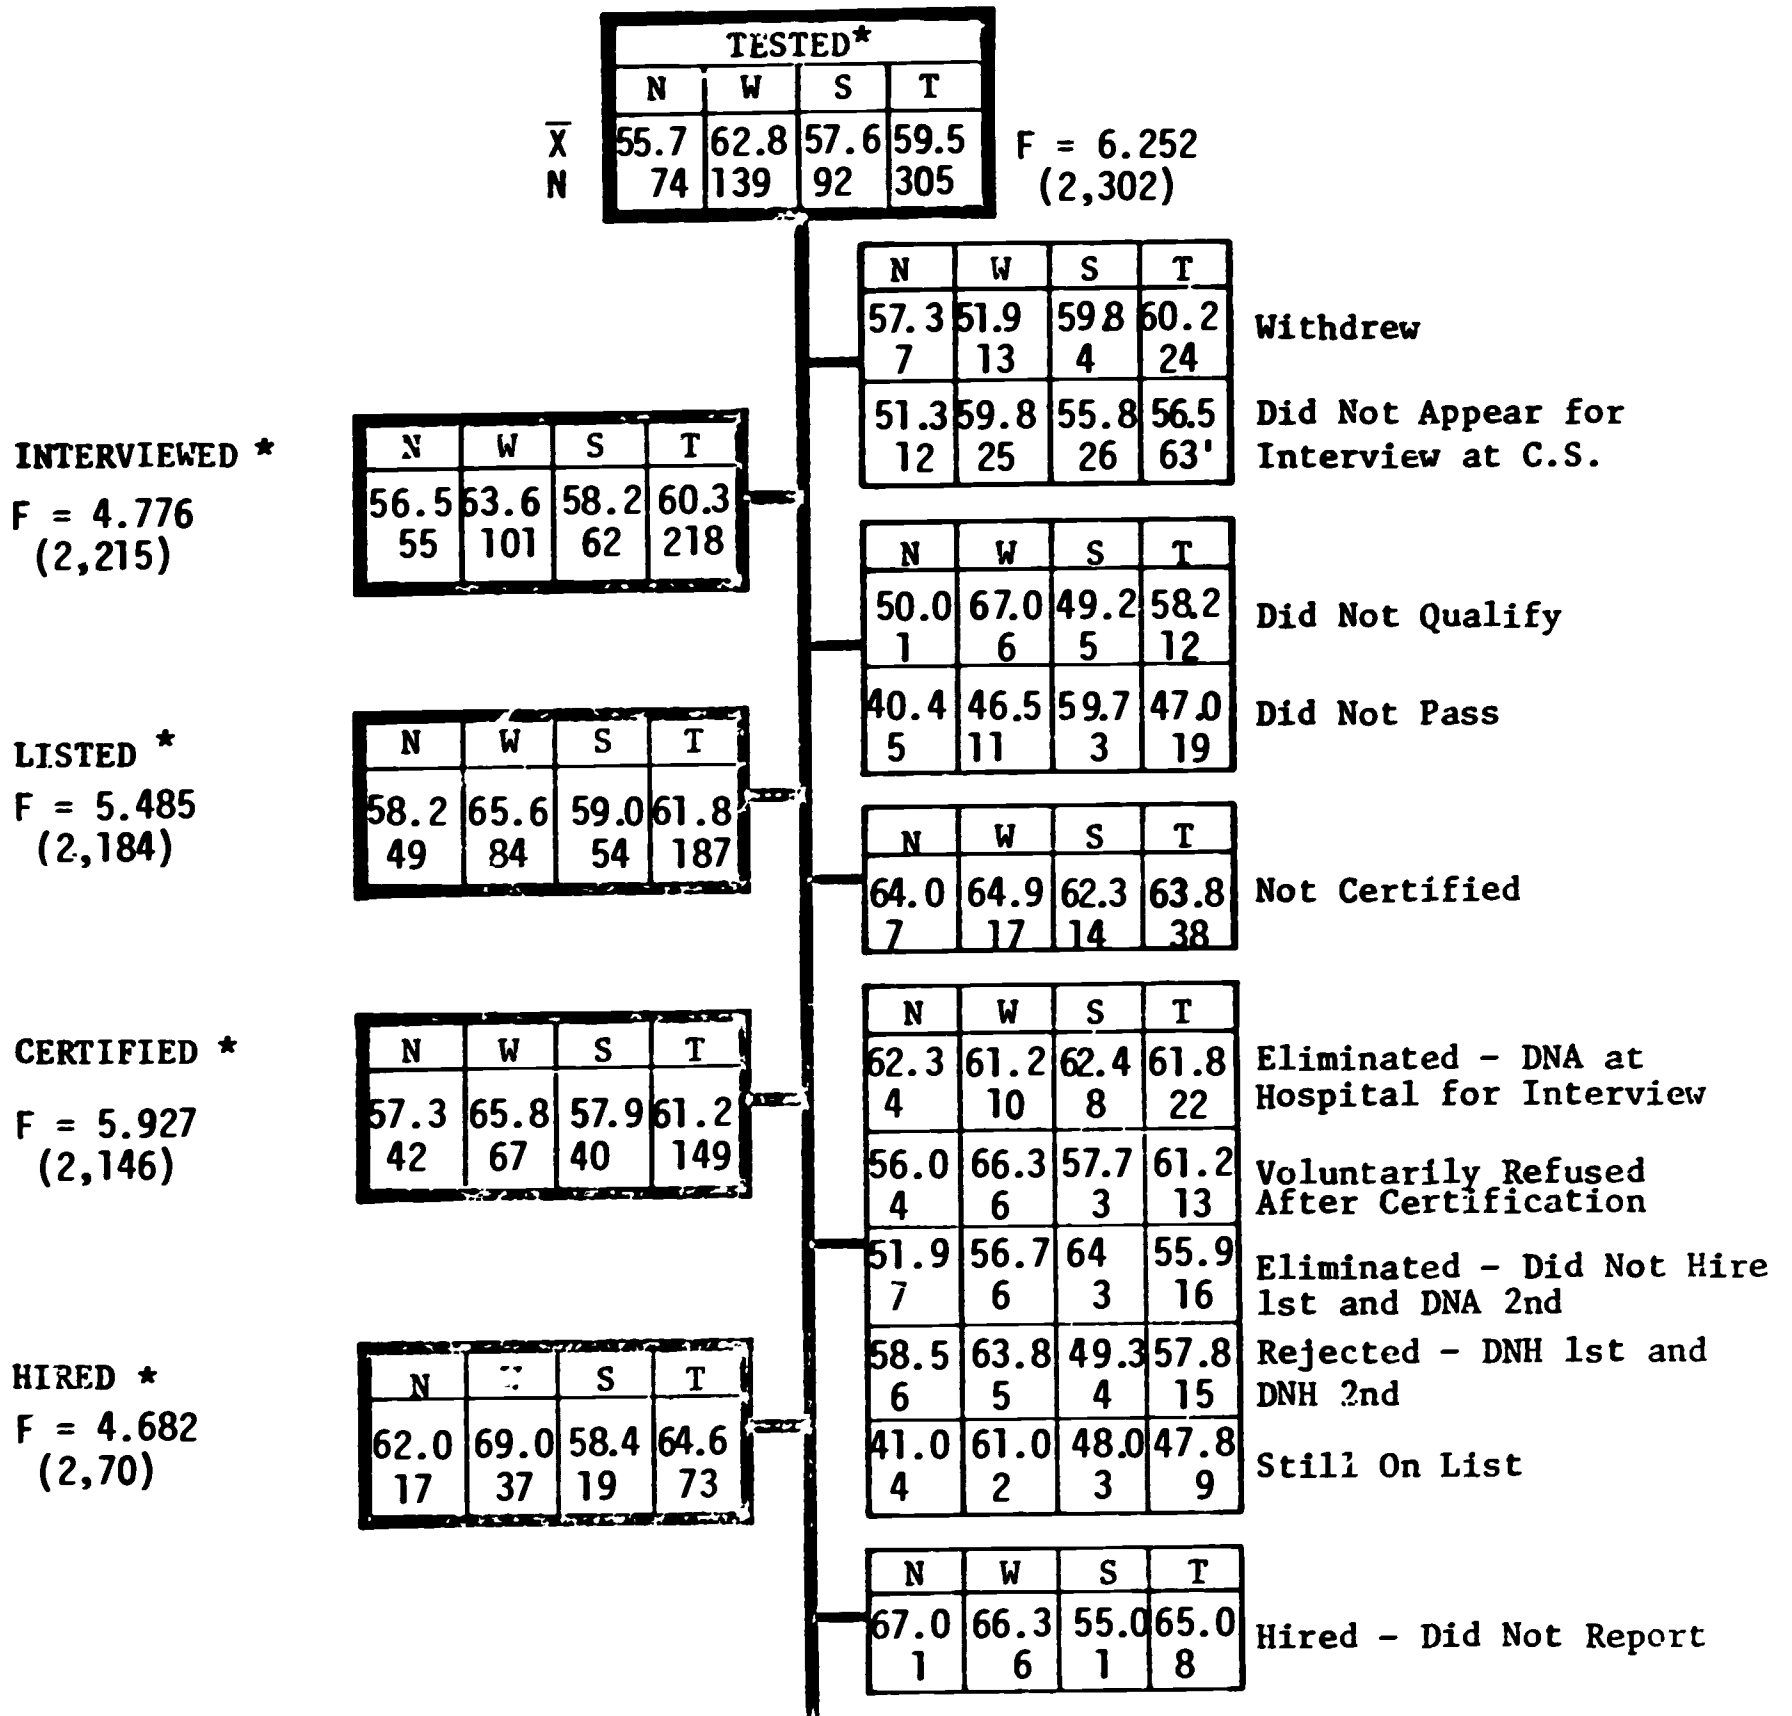 TESTED*
N W S T
X̄ 55.7 62.8 57.6 59.5
N 74 139 92 305
F = 6.252
(2,302)
N W S T
57.3 51.9 59.8 60.2
7 13 4 24
Withdrew
51.3 59.8 55.8 56.5
12 25 26 63'
Did Not Appear for
Interview at C.S.
INTERVIEWED *
F = 4.776
(2,215)
N W S T
56.5 63.6 58.2 60.3
55 101 62 218
N W S T
50.0 67.0 49.2 58.2
1 6 5 12
Did Not Qualify
40.4 46.5 59.7 47.0
5 11 3 19
Did Not Pass
LISTED *
F = 5.485
(2,184)
N W S T
58.2 65.6 59.0 61.8
49 84 54 187
N W S T
64.0 64.9 62.3 63.8
7 17 14 38
Not Certified
CERTIFIED *
F = 5.927
(2,146)
N W S T
57.3 65.8 57.9 61.2
42 67 40 149
N W S T
62.3 61.2 62.4 61.8
4 10 8 22
Eliminated - DNA at
Hospital for Interview
56.0 66.3 57.7 61.2
4 6 3 13
Voluntarily Refused
After Certification
51.9 56.7 64 55.9
7 6 3 16
Eliminated - Did Not Hire
1st and DNA 2nd
58.5 63.8 49.3 57.8
6 5 4 15
Rejected - DNH 1st and
DNH 2nd
41.0 61.0 48.0 47.8
4 2 3 9
Still On List
HIRED *
F = 4.682
(2,70)
N S T
62.0 69.0 58.4 64.6
17 37 19 73
N W S T
67.0 66.3 55.0 65.0
1 6 1 8
Hired - Did Not Report